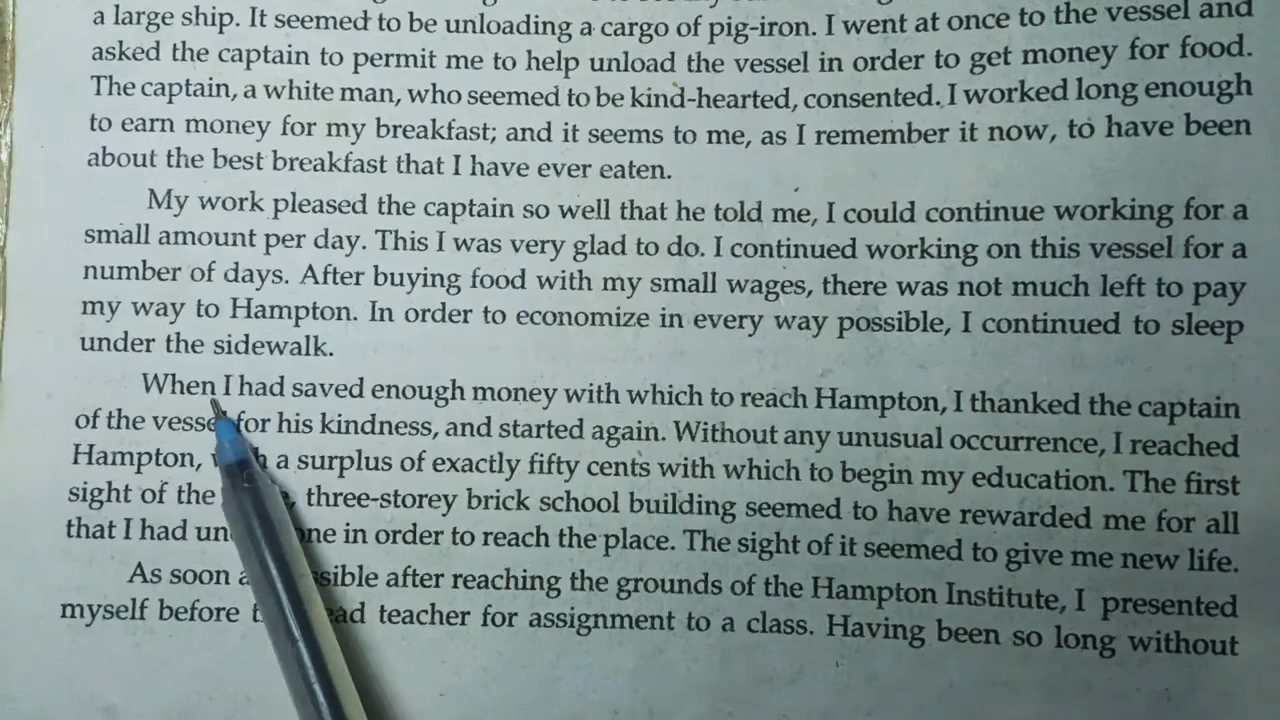 a large ship. It seemed to be unloading a cargo of pig-iron. I went at once to the vessel and
asked the captain to permit me to help unload the vessel in order to get money for food.
The captain, a white man, who seemed to be kind-hearted, consented. I worked long enough
to earn money for my breakfast; and it seems to me, as I remember it now, to have been
about the best breakfast that I have ever eaten.
My work pleased the captain so well that he told me, I could continue working for a
small amount per day. This I was very glad to do. I continued working on this vessel for a
number of days. After buying food with my small wages, there was not much left to pay
my way to Hampton. In order to economize in every way possible, I continued to sleep
under the sidewalk.
When I had saved enough money with which to reach Hampton, I thanked the captain
of the vessel for his kindness, and started again. Without any unusual occurrence, I reached
Hampton, a surplus of exactly fifty cents with which to begin my education. The first
sight of the three-storey brick school building seemed to have rewarded me for all
that I had in order to reach the place. The sight of it seemed to give me new life.
As soon after reaching the grounds of the Hampton Institute, I presented
myself before teacher for assignment to a class. Having been so long without